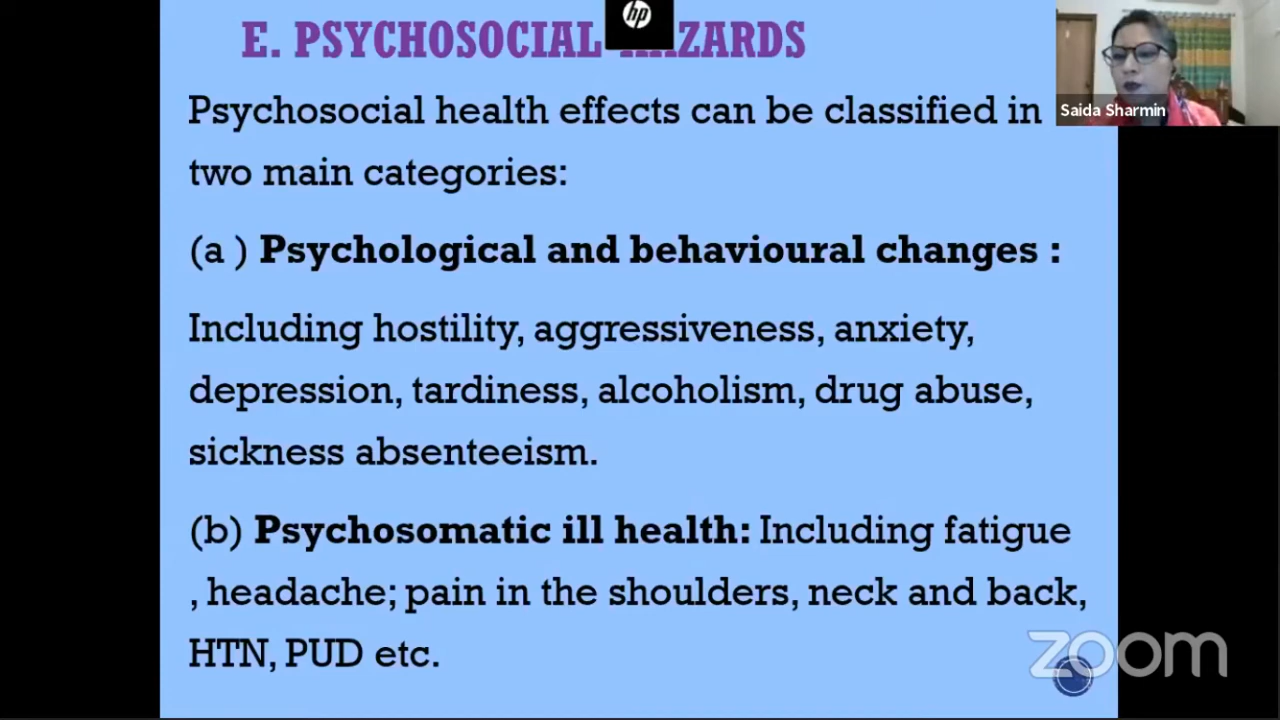 hp
E. PSYCHOSOCIAL HAZARDS
Saida Sharmin
Psychosocial health effects can be classified in
two main categories:
(a ) Psychological and behavioural changes :
Including hostility, aggressiveness, anxiety,
depression, tardiness, alcoholism, drug abuse,
sickness absenteeism.
(b) Psychosomatic ill health: Including fatigue
, headache; pain in the shoulders, neck and back,
HTN, PUD etc.
zoom